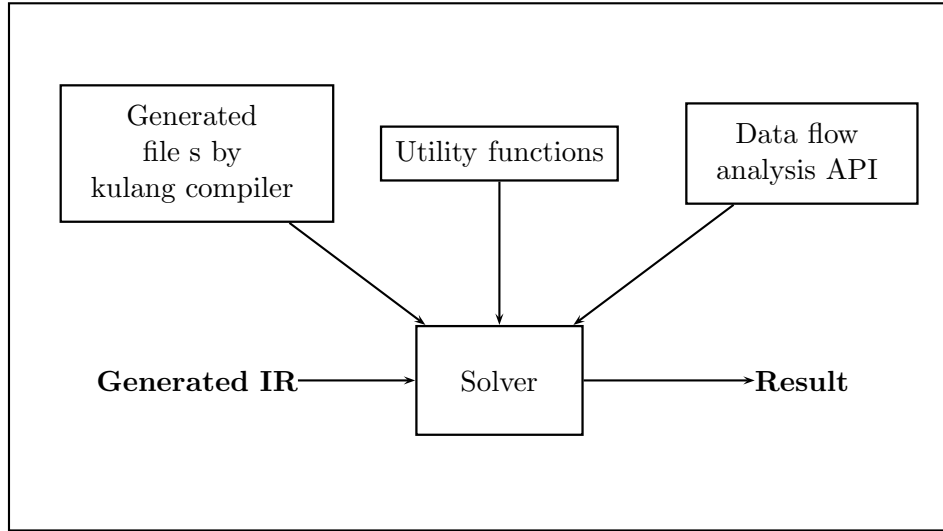 Generated
file s by
kulang compiler
Utility functions
Data flow
analysis API
Generated IR
Solver
Result